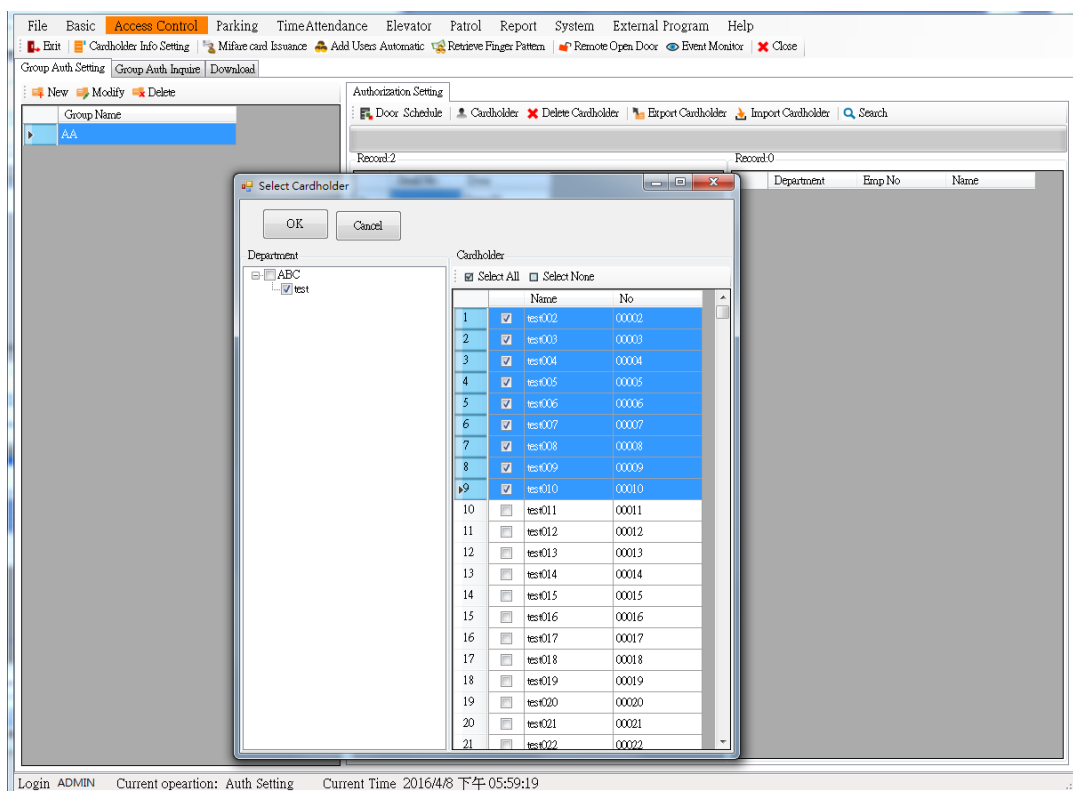 File Basic Access Control Parking TimeAttendance Elevator Patrol Report System External Program Help
Exit Cardholder Info Setting Mifare card Issuance Add Users Automatic Retrieve Finger Pattern Remote Open Door Event Monitor Close
Group Auth Setting Group Auth Inquire Download
New Modify Delete
Authorization Setting
Group Name
Door Schedule Cardholder Delete Cardholder Export Cardholder Import Cardholder Search
AA
Record:2 Record:0
Department Emp No Name
Select Cardholder
OK Cancel
Department
ABC
test
Cardholder
Select All Select None
Name No
1 test002 00002
2 test003 00003
3 test004 00004
4 test005 00005
5 test006 00006
6 test007 00007
7 test008 00008
8 test009 00009
9 test010 00010
10 test011 00011
11 test012 00012
12 test013 00013
13 test014 00014
14 test015 00015
15 test016 00016
16 test017 00017
17 test018 00018
18 test019 00019
19 test020 00020
20 test021 00021
21 test022 00022
Login ADMIN Current opeartion: Auth Setting Current Time 2016/4/8 下午 05:59:19